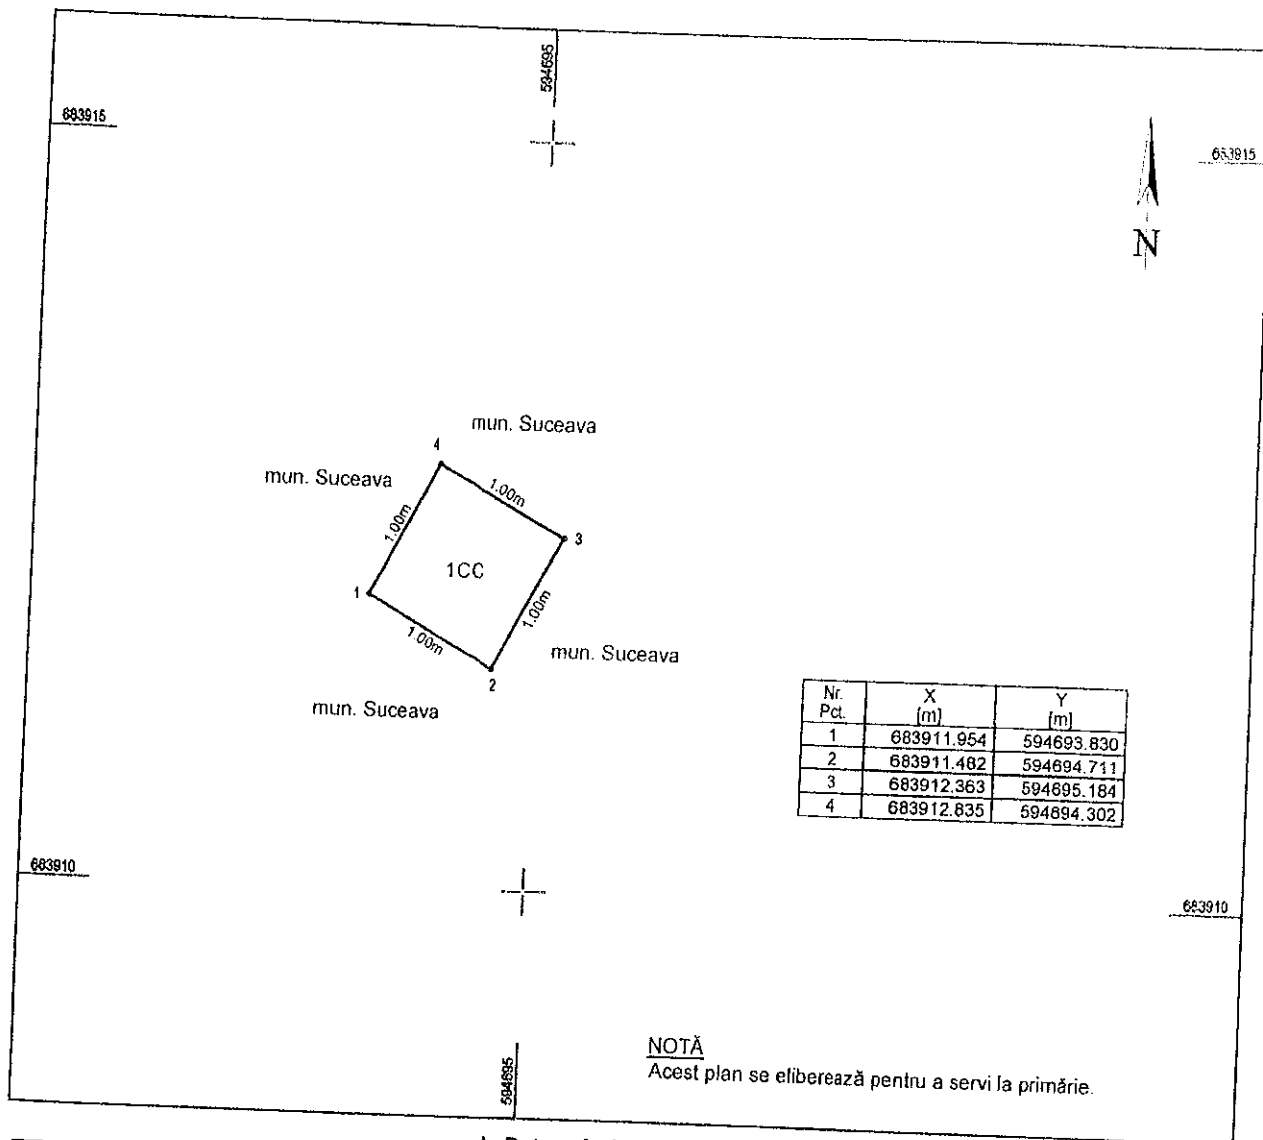 594695
683915
683915
N
mun. Suceava
4
mun. Suceava
1.00m
1.00m
3
1CC
1
1.00m
1.00m
mun. Suceava
2
mun. Suceava
Nr. Pct. X [m] Y [m]
1 683911.954 594693.830
2 683911.482 594694.711
3 683912.363 594695.184
4 683912.835 594694.302
683910
683910
594695
NOTĂ
Acest plan se eliberează pentru a servi la primărie.